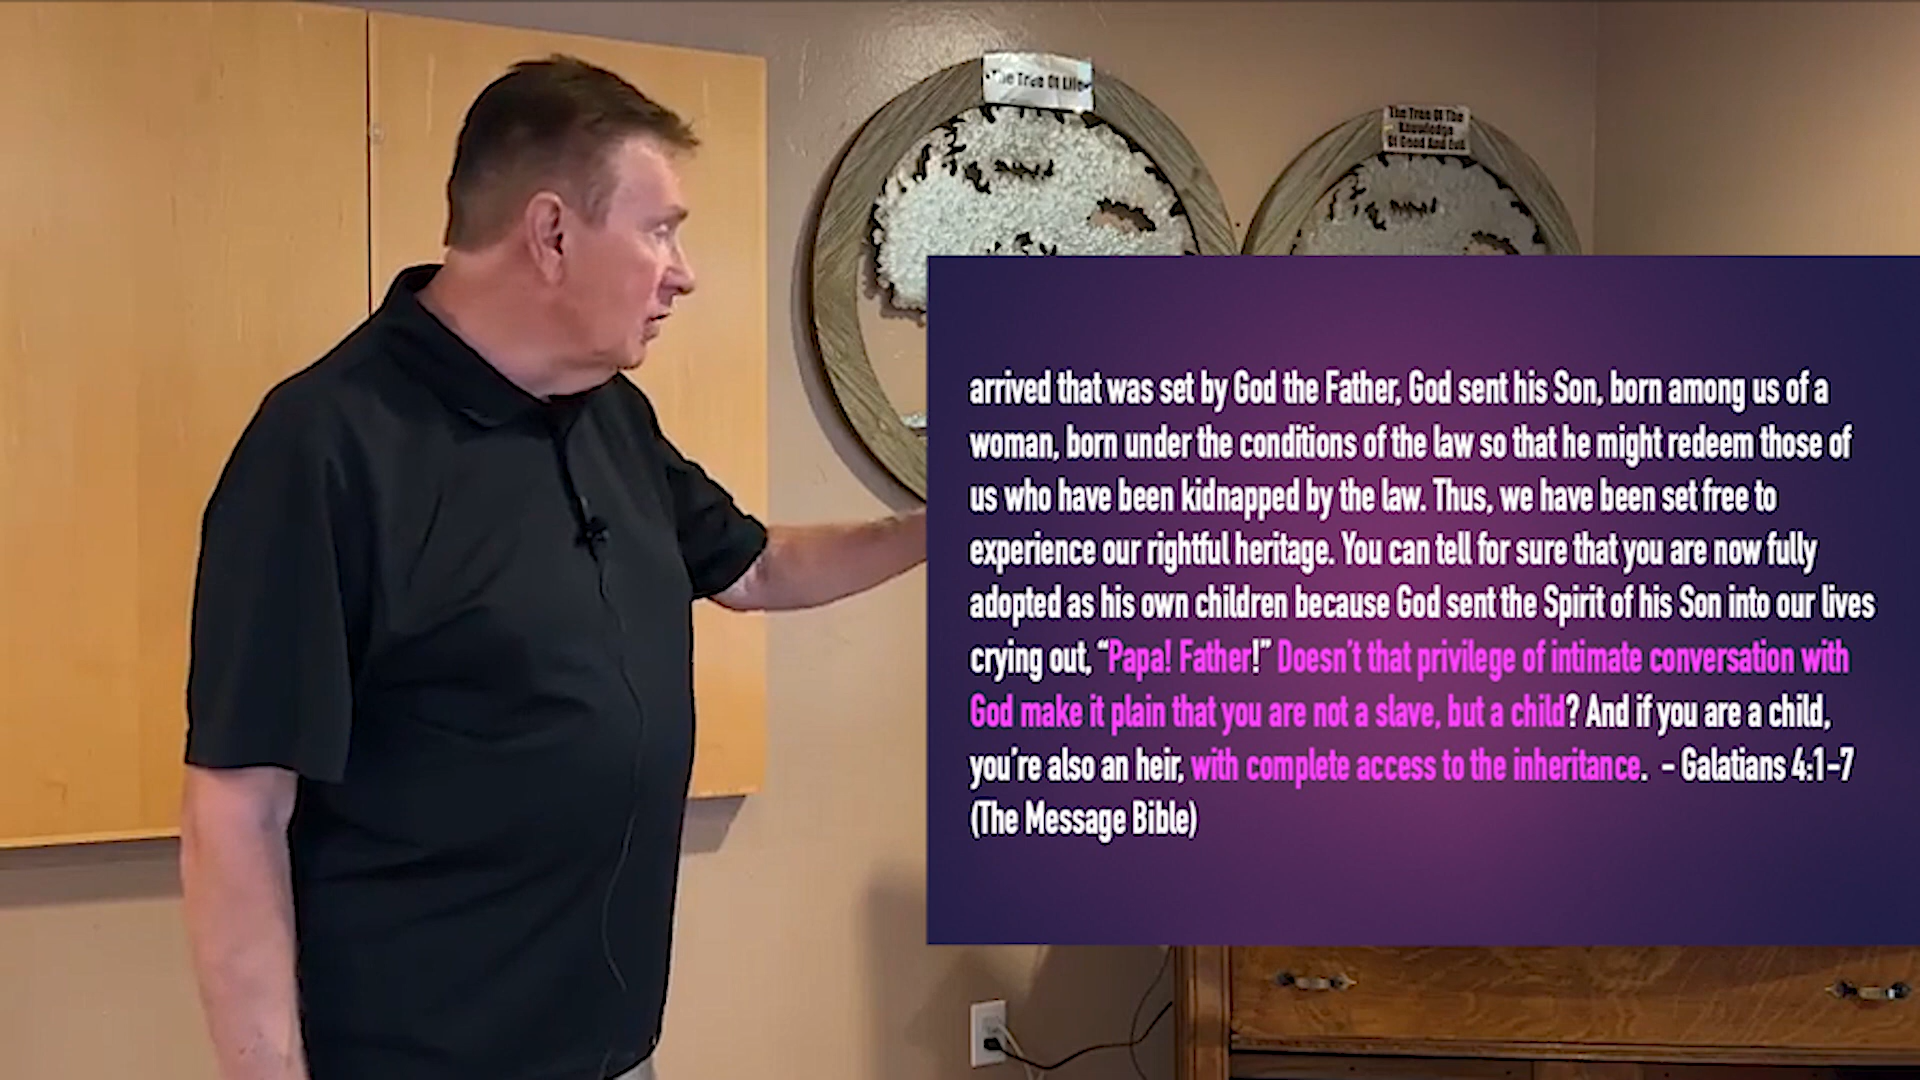 The Tree Of Life
The Tree Of The
Knowledge
Of Good And Evil
arrived that was set by God the Father, God sent his Son, born among us of a
woman, born under the conditions of the law so that he might redeem those of
us who have been kidnapped by the law. Thus, we have been set free to
experience our rightful heritage. You can tell for sure that you are now fully
adopted as his own children because God sent the Spirit of his Son into our lives
crying out, “Papa! Father!” Doesn’t that privilege of intimate conversation with
God make it plain that you are not a slave, but a child? And if you are a child,
you’re also an heir, with complete access to the inheritance. – Galatians 4:1-7
(The Message Bible)